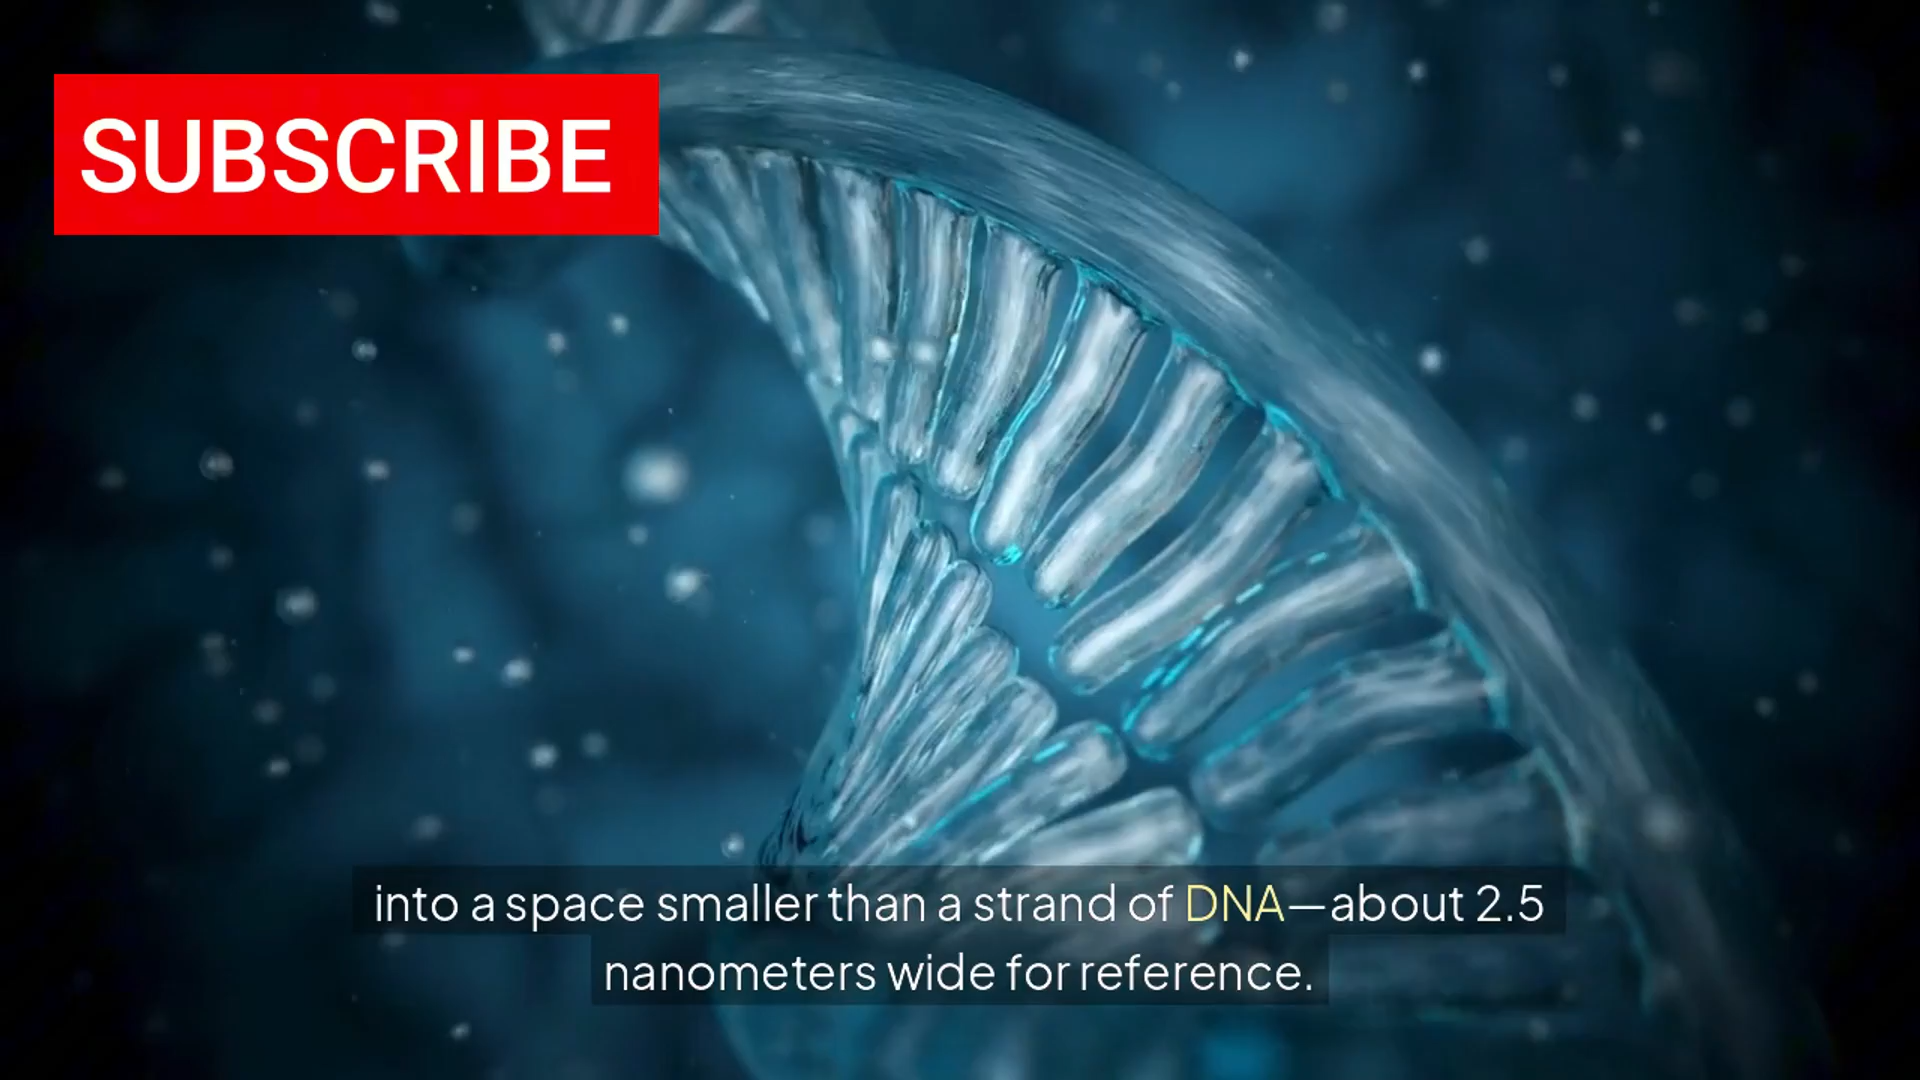 SUBSCRIBE
into a space smaller than a strand of DNA—about 2.5
nanometers wide for reference.